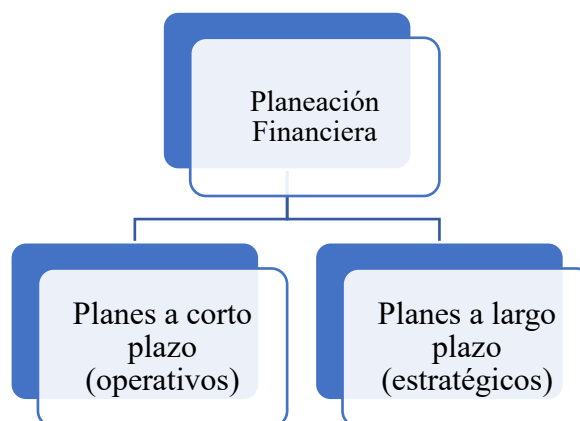 Planeación
Financiera
Planes a corto
plazo
(operativos)
Planes a largo
plazo
(estratégicos)